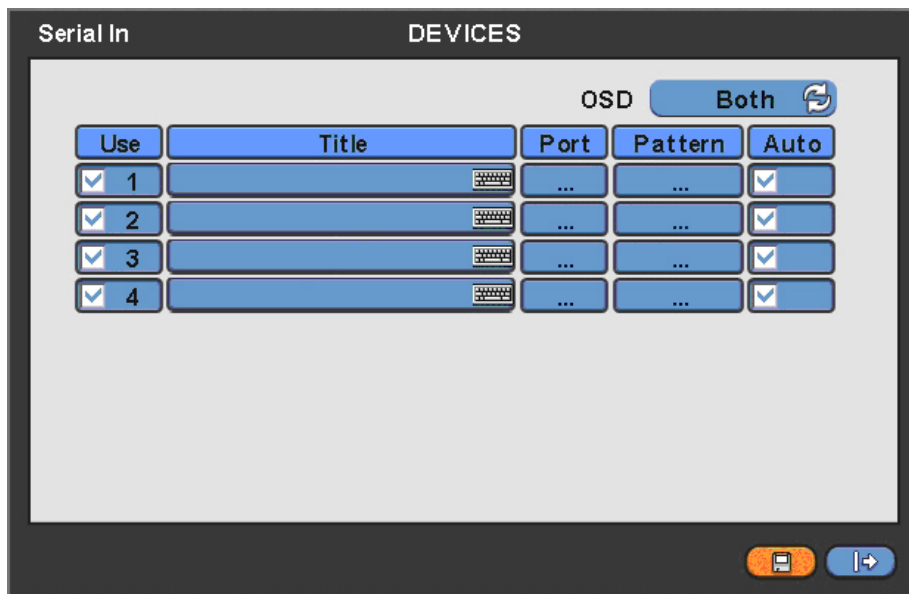 Serial In DEVICES
OSD Both
Use Title Port Pattern Auto
1 ... ...
2 ... ...
3 ... ...
4 ... ...